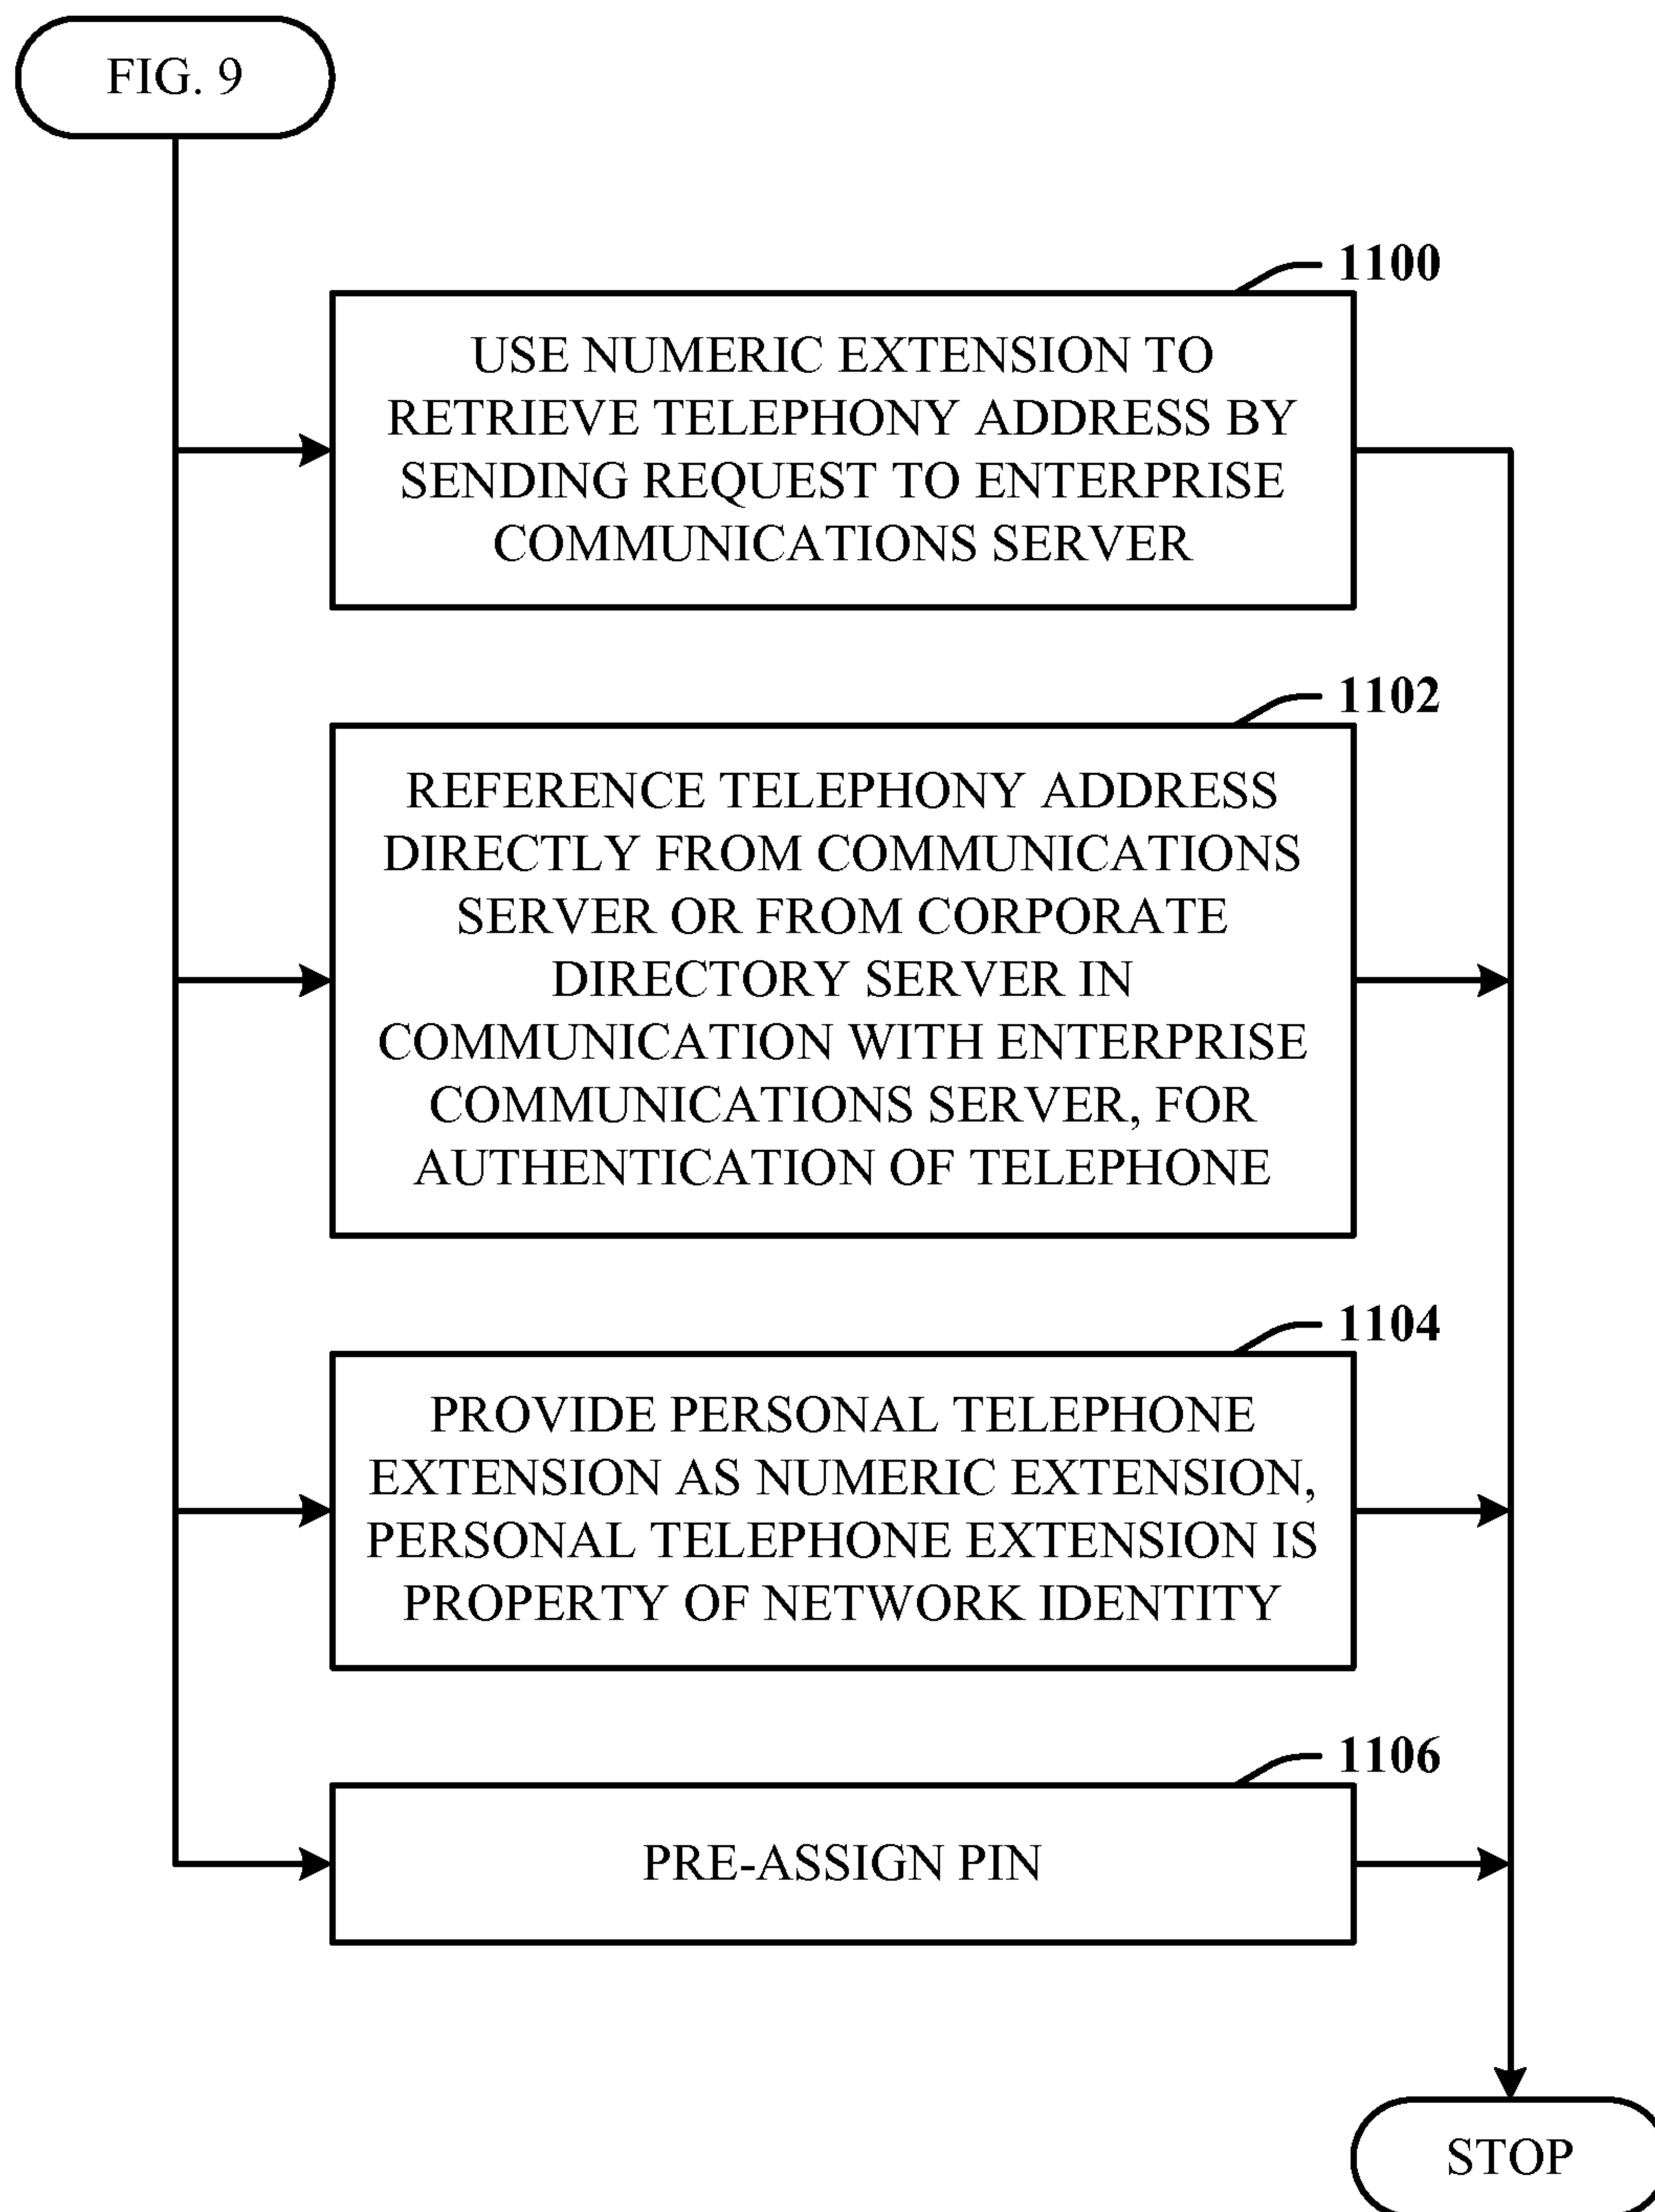 FIG. 9
1100
USE NUMERIC EXTENSION TO
RETRIEVE TELEPHONY ADDRESS BY
SENDING REQUEST TO ENTERPRISE
COMMUNICATIONS SERVER
1102
REFERENCE TELEPHONY ADDRESS
DIRECTLY FROM COMMUNICATIONS
SERVER OR FROM CORPORATE
DIRECTORY SERVER IN
COMMUNICATION WITH ENTERPRISE
COMMUNICATIONS SERVER, FOR
AUTHENTICATION OF TELEPHONE
1104
PROVIDE PERSONAL TELEPHONE
EXTENSION AS NUMERIC EXTENSION,
PERSONAL TELEPHONE EXTENSION IS
PROPERTY OF NETWORK IDENTITY
1106
PRE-ASSIGN PIN
STOP